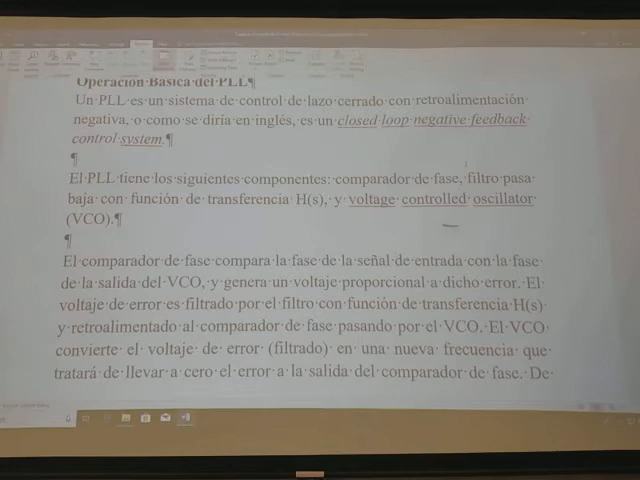 Operación Básica del PLL¶
Un PLL es un sistema de control de lazo cerrado con retroalimentación
negativa, o como se diría en inglés, es un closed loop negative feedback
control system.¶
¶
El PLL tiene los siguientes componentes: comparador de fase, filtro pasa
baja con función de transferencia H(s), y voltage controlled oscillator
(VCO).¶
¶
El comparador de fase compara la fase de la señal de entrada con la fase
de la salida del VCO, y genera un voltaje proporcional a dicho error. El
voltaje de error es filtrado por el filtro con función de transferencia H(s)
y retroalimentado al comparador de fase pasando por el VCO. El VCO
convierte el voltaje de error (filtrado) en una nueva frecuencia que
tratará de llevar a cero el error a la salida del comparador de fase. De